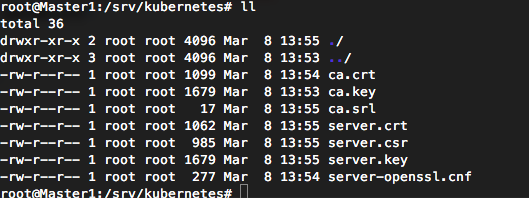 root@Master1:/srv/kubernetes# ll
total 36
drwxr-xr-x 2 root root 4096 Mar  8 13:55 ./
drwxr-xr-x 3 root root 4096 Mar  8 13:53 ../
-rw-r--r-- 1 root root 1099 Mar  8 13:54 ca.crt
-rw-r--r-- 1 root root 1679 Mar  8 13:53 ca.key
-rw-r--r-- 1 root root   17 Mar  8 13:55 ca.srl
-rw-r--r-- 1 root root 1062 Mar  8 13:55 server.crt
-rw-r--r-- 1 root root  985 Mar  8 13:55 server.csr
-rw-r--r-- 1 root root 1679 Mar  8 13:55 server.key
-rw-r--r-- 1 root root  277 Mar  8 13:54 server-openssl.cnf
root@Master1:/srv/kubernetes#